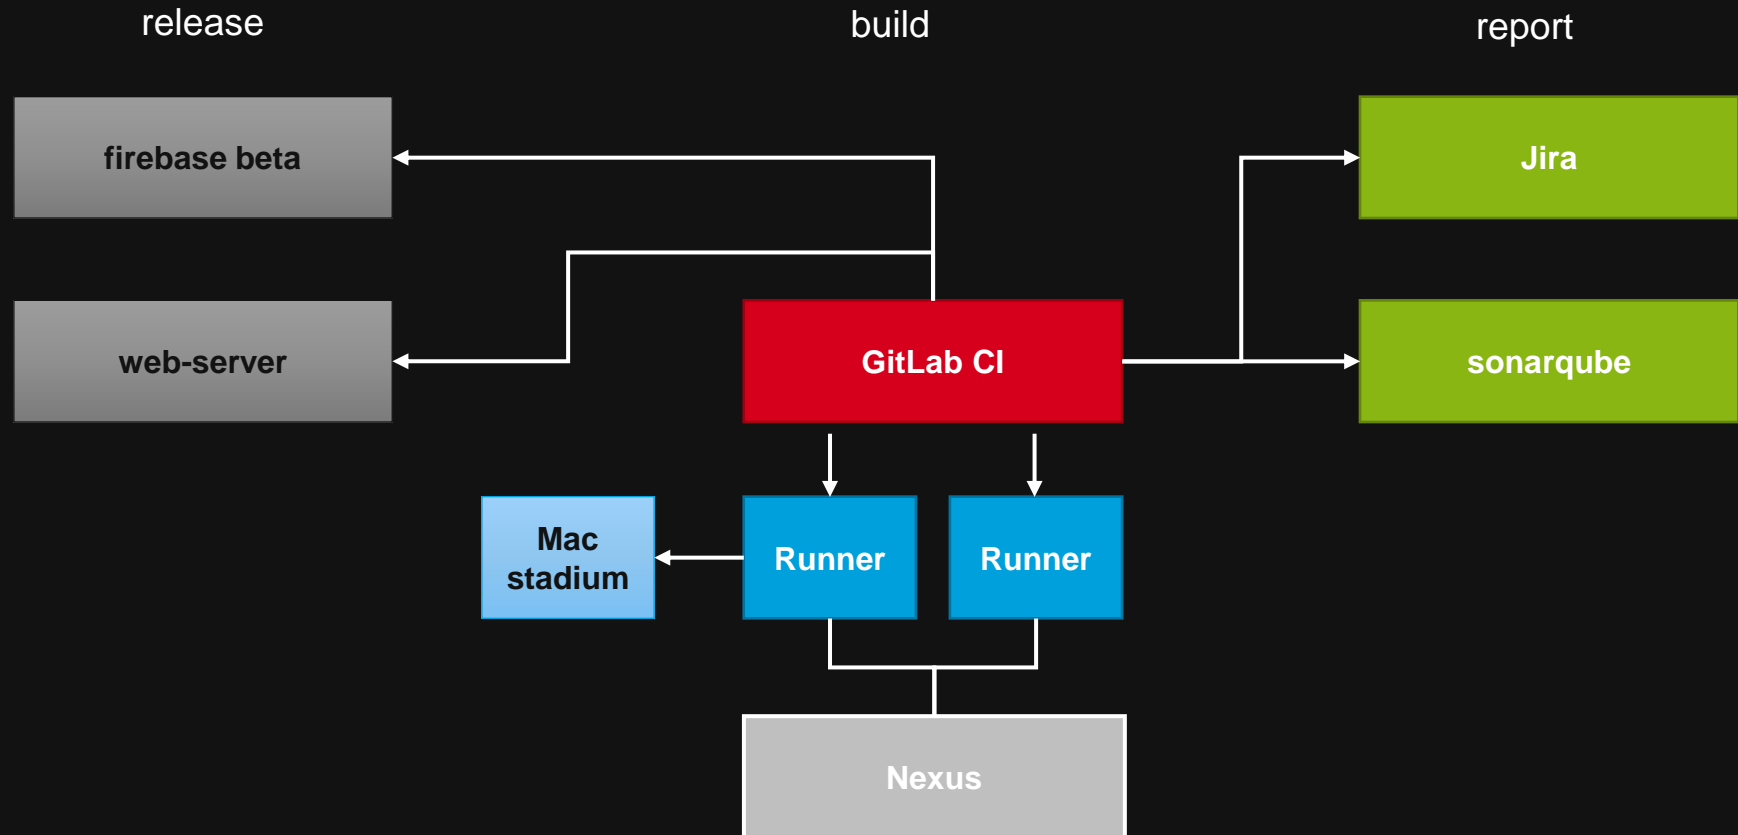 release
build
report
firebase beta
Jira
web-server
GitLab CI
sonarqube
Mac
stadium
Runner
Runner
Nexus